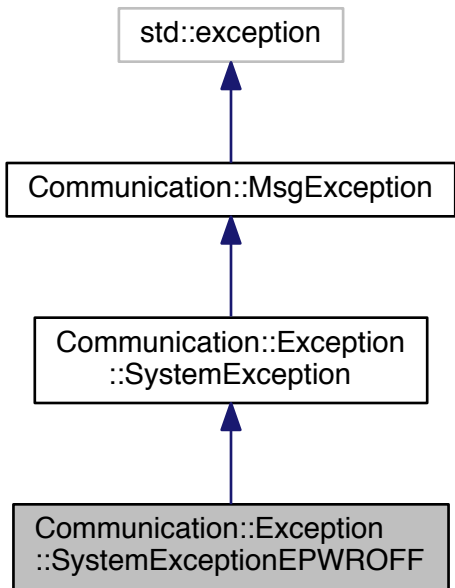 std::exception
Communication::MsgException
Communication::Exception
::SystemException
Communication::Exception
::SystemExceptionEPWROFF